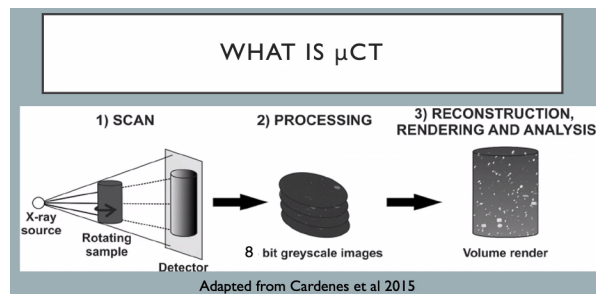 WHAT IS µCT
1) SCAN
2) PROCESSING
3) RECONSTRUCTION,
RENDERING AND ANALYSIS
X-ray
source
Rotating
sample
Detector
8 bit greyscale images
Volume render
Adapted from Cardenes et al 2015